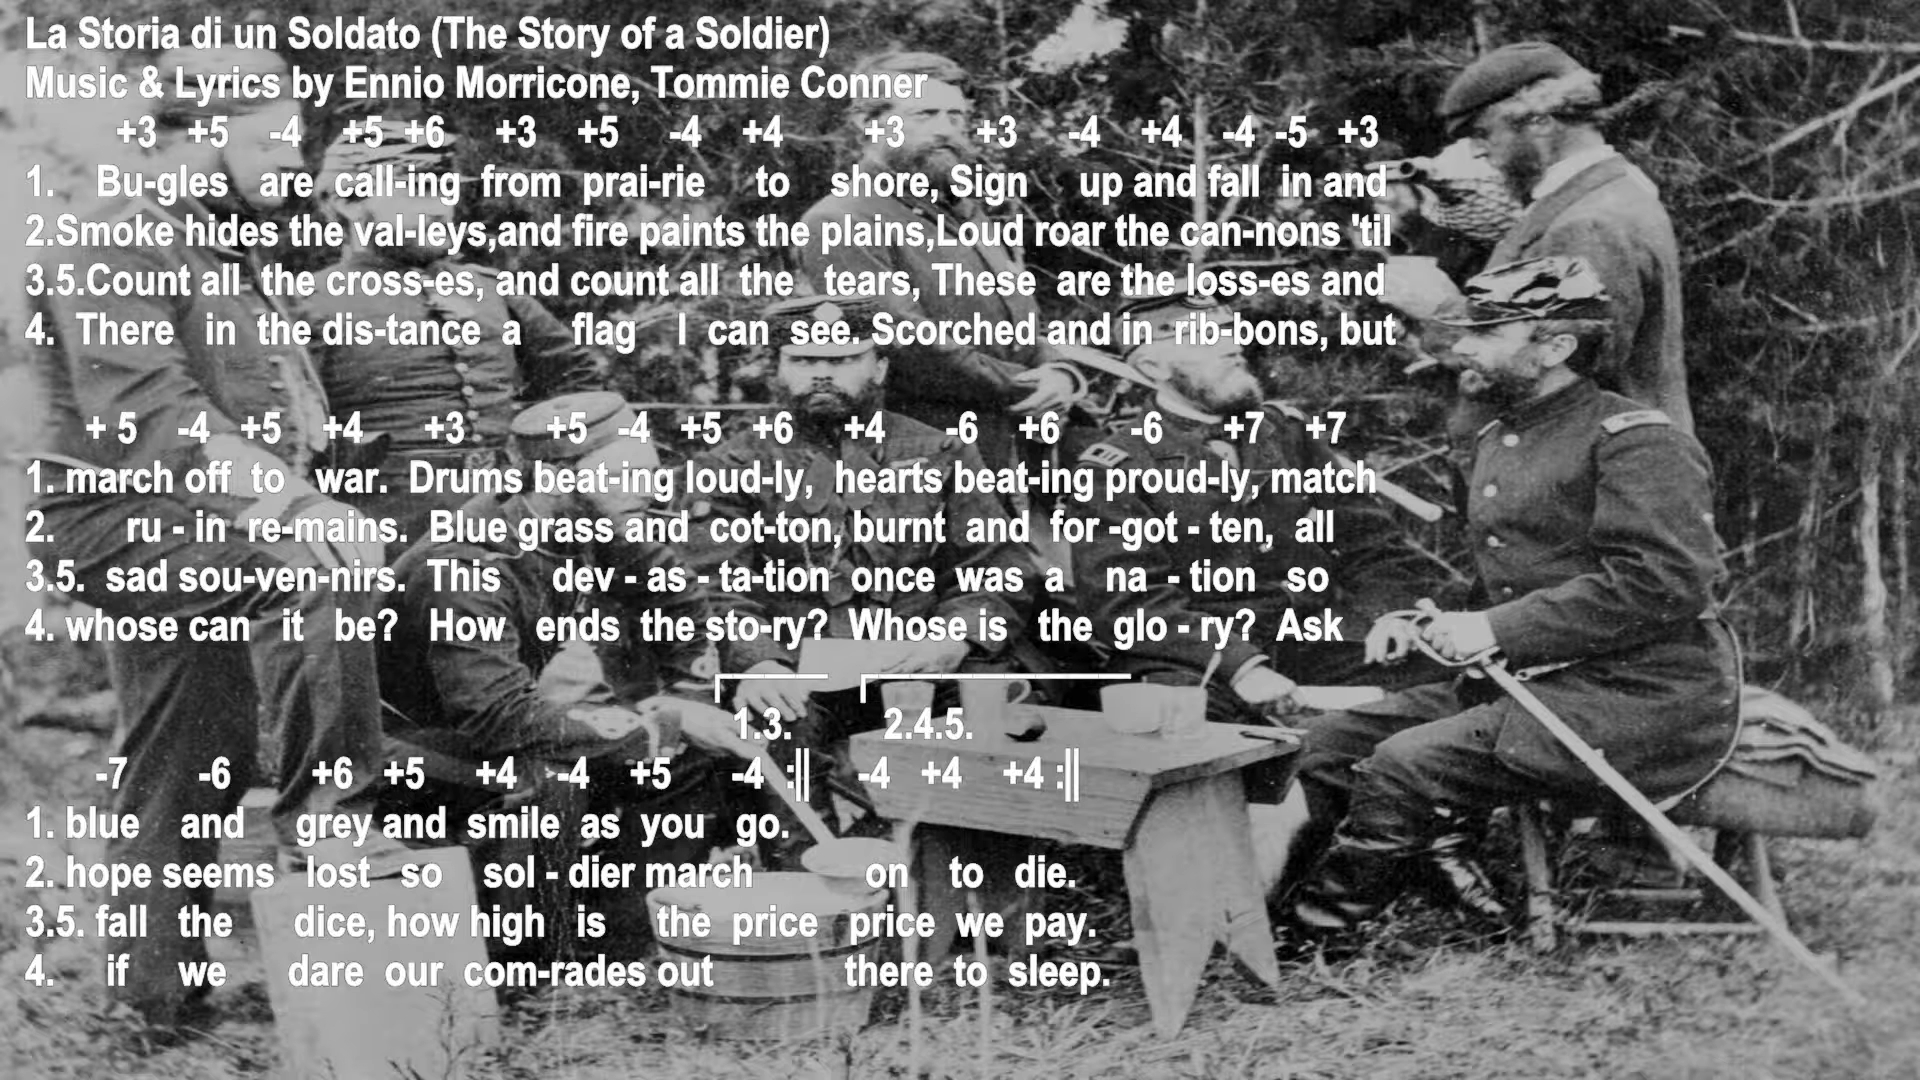 La Storia di un Soldato (The Story of a Soldier)
Music & Lyrics by Ennio Morricone, Tommie Conner
+3 +5 -4 +5 +6 +3 +5 -4 +4 +3 +3 -4 +4 -4 -5 +3
1. Bu-gles are call-ing from prai-rie to shore, Sign up and fall in and
2.Smoke hides the val-leys,and fire paints the plains,Loud roar the can-nons 'til
3.5.Count all the cross-es, and count all the tears, These are the loss-es and
4. There in the dis-tance a flag I can see. Scorched and in rib-bons, but
+ 5 -4 +5 +4 +3 +5 -4 +5 +6 +4 -6 +6 -6 +7 +7
1. march off to war. Drums beat-ing loud-ly, hearts beat-ing proud-ly, match
2. ru - in re-mains. Blue grass and cot-ton, burnt and for -got - ten, all
3.5. sad sou-ven-nirs. This dev - as - ta-tion once was a na - tion so
4. whose can it be? How ends the sto-ry? Whose is the glo - ry? Ask
1.3. 2.4.5.
-7 -6 +6 +5 +4 -4 +5 -4 :‖ -4 +4 +4 :‖
1. blue and grey and smile as you go.
2. hope seems lost so sol - dier march on to die.
3.5. fall the dice, how high is the price price we pay.
4. if we dare our com-rades out there to sleep.